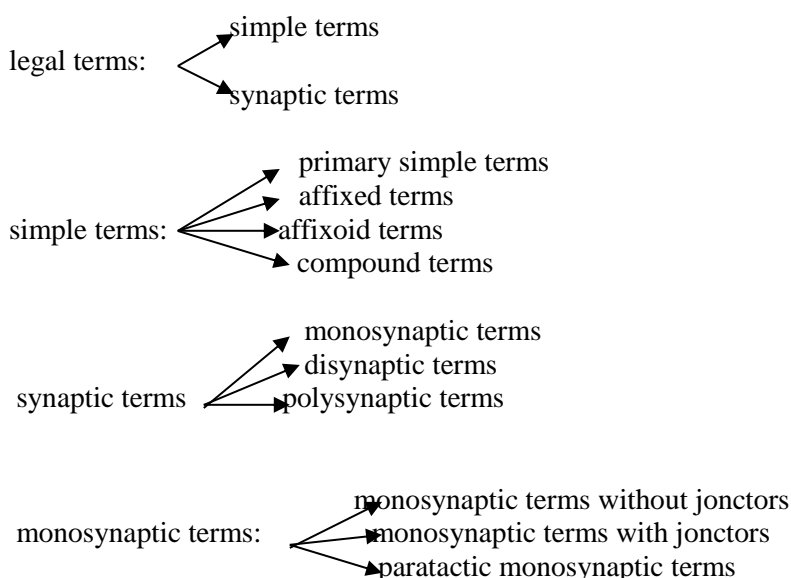 simple terms
legal terms:
synaptic terms
primary simple terms
affixed terms
simple terms:
affixoid terms
compound terms
monosynaptic terms
disynaptic terms
synaptic terms
polysynaptic terms
monosynaptic terms without jonctors
monosynaptic terms:
monosynaptic terms with jonctors
paratactic monosynaptic terms